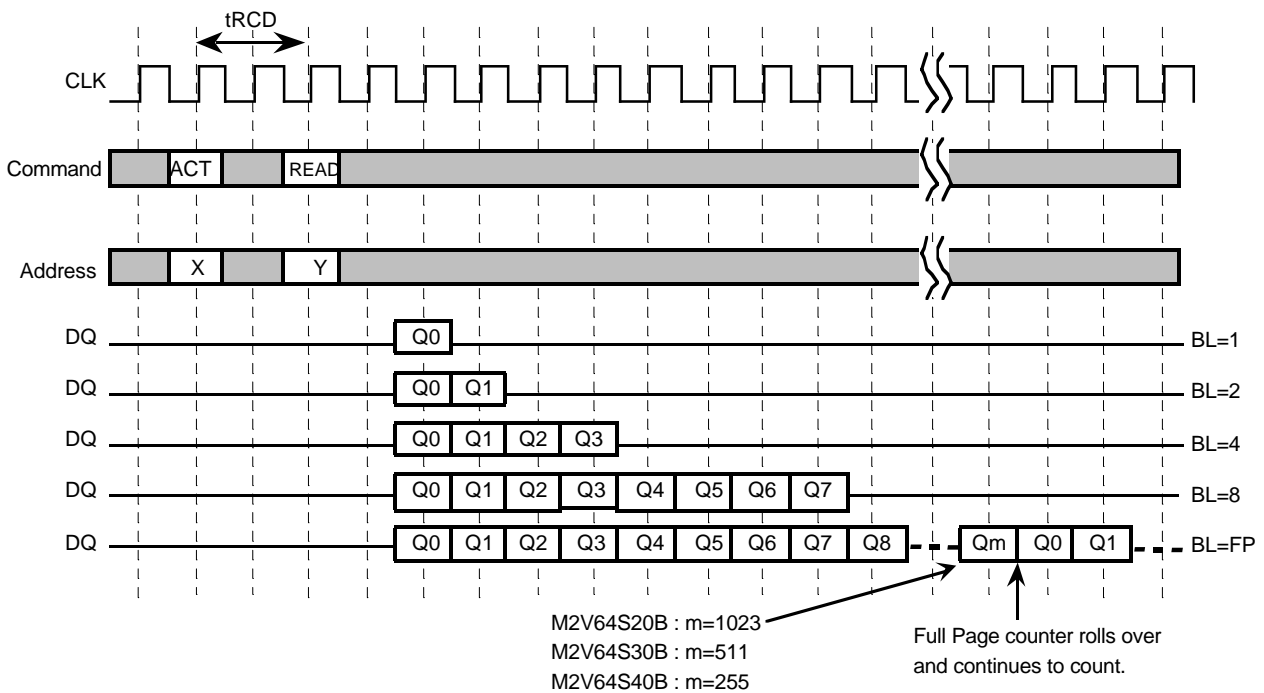 tRCD
CLK
Command ACT READ
Address X Y
DQ Q0 BL=1
DQ Q0 Q1 BL=2
DQ Q0 Q1 Q2 Q3 BL=4
DQ Q0 Q1 Q2 Q3 Q4 Q5 Q6 Q7 BL=8
DQ Q0 Q1 Q2 Q3 Q4 Q5 Q6 Q7 Q8 Qm Q0 Q1 BL=FP
M2V64S20B : m=1023
M2V64S30B : m=511
M2V64S40B : m=255
Full Page counter rolls over
and continues to count.